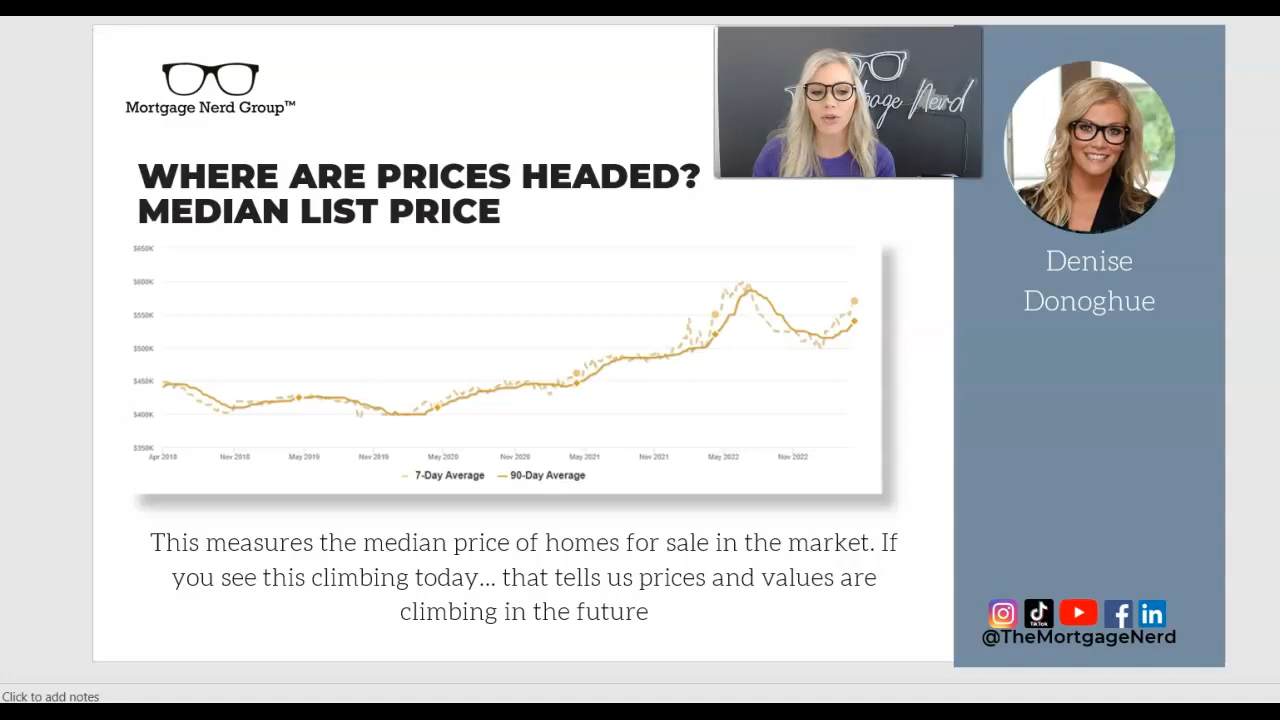 Mortgage Nerd Group™
WHERE ARE PRICES HEADED?
MEDIAN LIST PRICE
$650K
$600K
$550K
$500K
$450K
$400K
$350K
Apr 2018 Nov 2018 May 2019 Nov 2019 May 2020 Nov 2020 May 2021 Nov 2021 May 2022 Nov 2022
7-Day Average 90-Day Average
This measures the median price of homes for sale in the market. If
you see this climbing today... that tells us prices and values are
climbing in the future
Nerd
Denise
Donoghue
TikTok
@TheMortgageNerd
Click to add notes